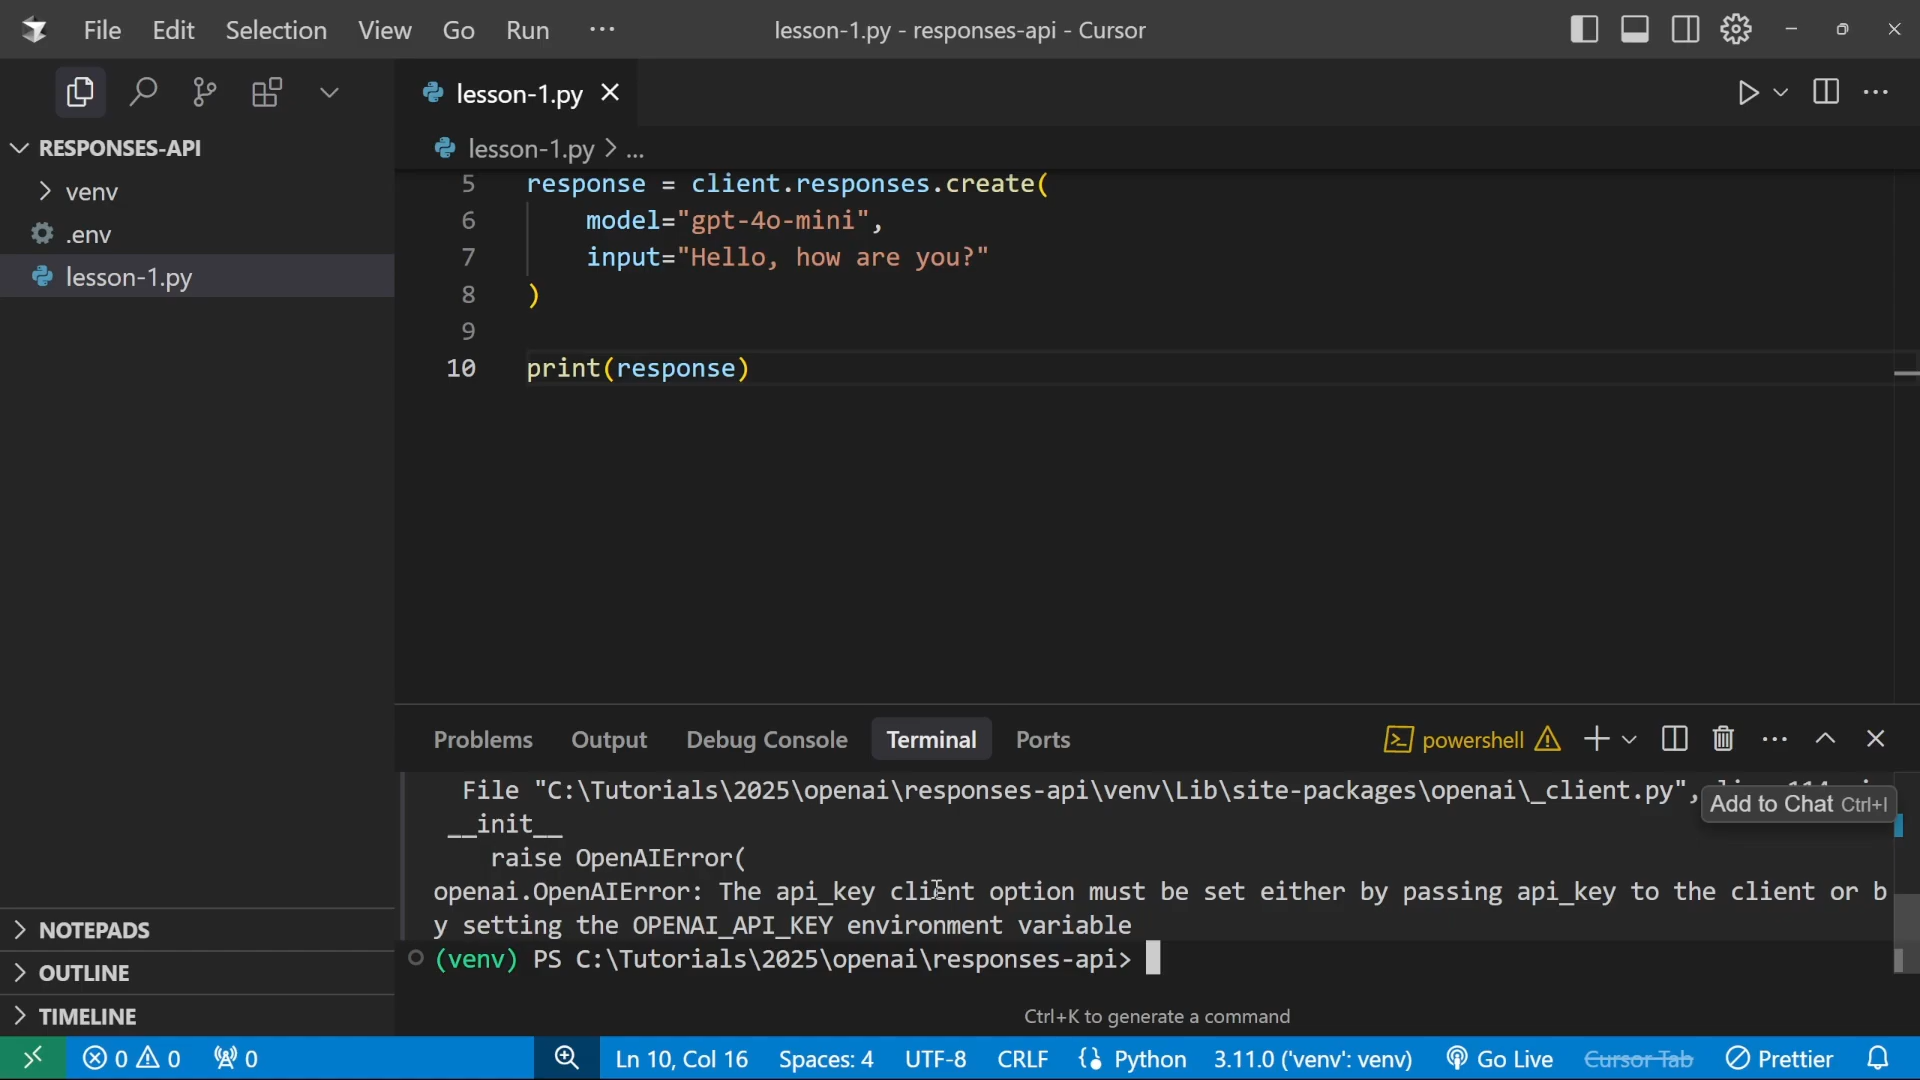 File Edit Selection View Go Run ··· lesson-1.py - responses-api - Cursor
lesson-1.py
RESPONSES-API
lesson-1.py > ...
venv
.env
lesson-1.py
5 response = client.responses.create(
6 model="gpt-4o-mini",
7 input="Hello, how are you?"
8 )
9
10 print(response)
Problems Output Debug Console Terminal Ports powershell
File "C:\Tutorials\2025\openai\responses-api\venv\Lib\site-packages\openai\_client.py",
Add to Chat Ctrl+I
__init__
raise OpenAIError(
openai.OpenAIError: The api_key client option must be set either by passing api_key to the client or b
y setting the OPENAI_API_KEY environment variable
(venv) PS C:\Tutorials\2025\openai\responses-api>
Ctrl+K to generate a command
NOTEPADS
OUTLINE
TIMELINE
0 0 0 Ln 10, Col 16 Spaces: 4 UTF-8 CRLF {} Python 3.11.0 ('venv': venv) Go Live Cursor Tab Prettier